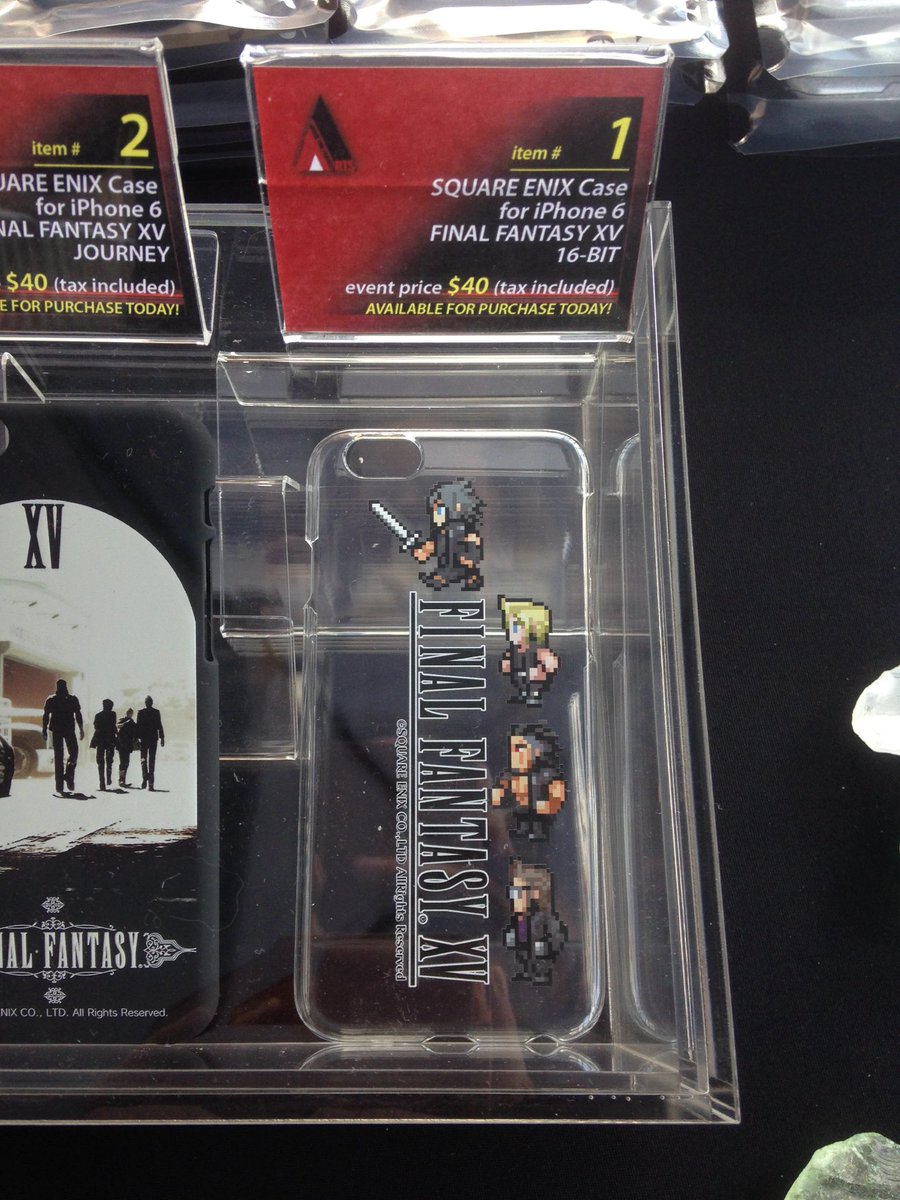 item # 2
UARE ENIX Case
for iPhone 6
NAL FANTASY XV
JOURNEY
$40 (tax included)
E FOR PURCHASE TODAY!
item # 1
SQUARE ENIX Case
for iPhone 6
FINAL FANTASY XV
16-BIT
event price $40 (tax included)
AVAILABLE FOR PURCHASE TODAY!
XV
NAL FANTASY
NIX CO., LTD. All Rights Reserved.
FINAL FANTASY XV
©SQUARE ENIX CO.,LTD AllRights Reserved